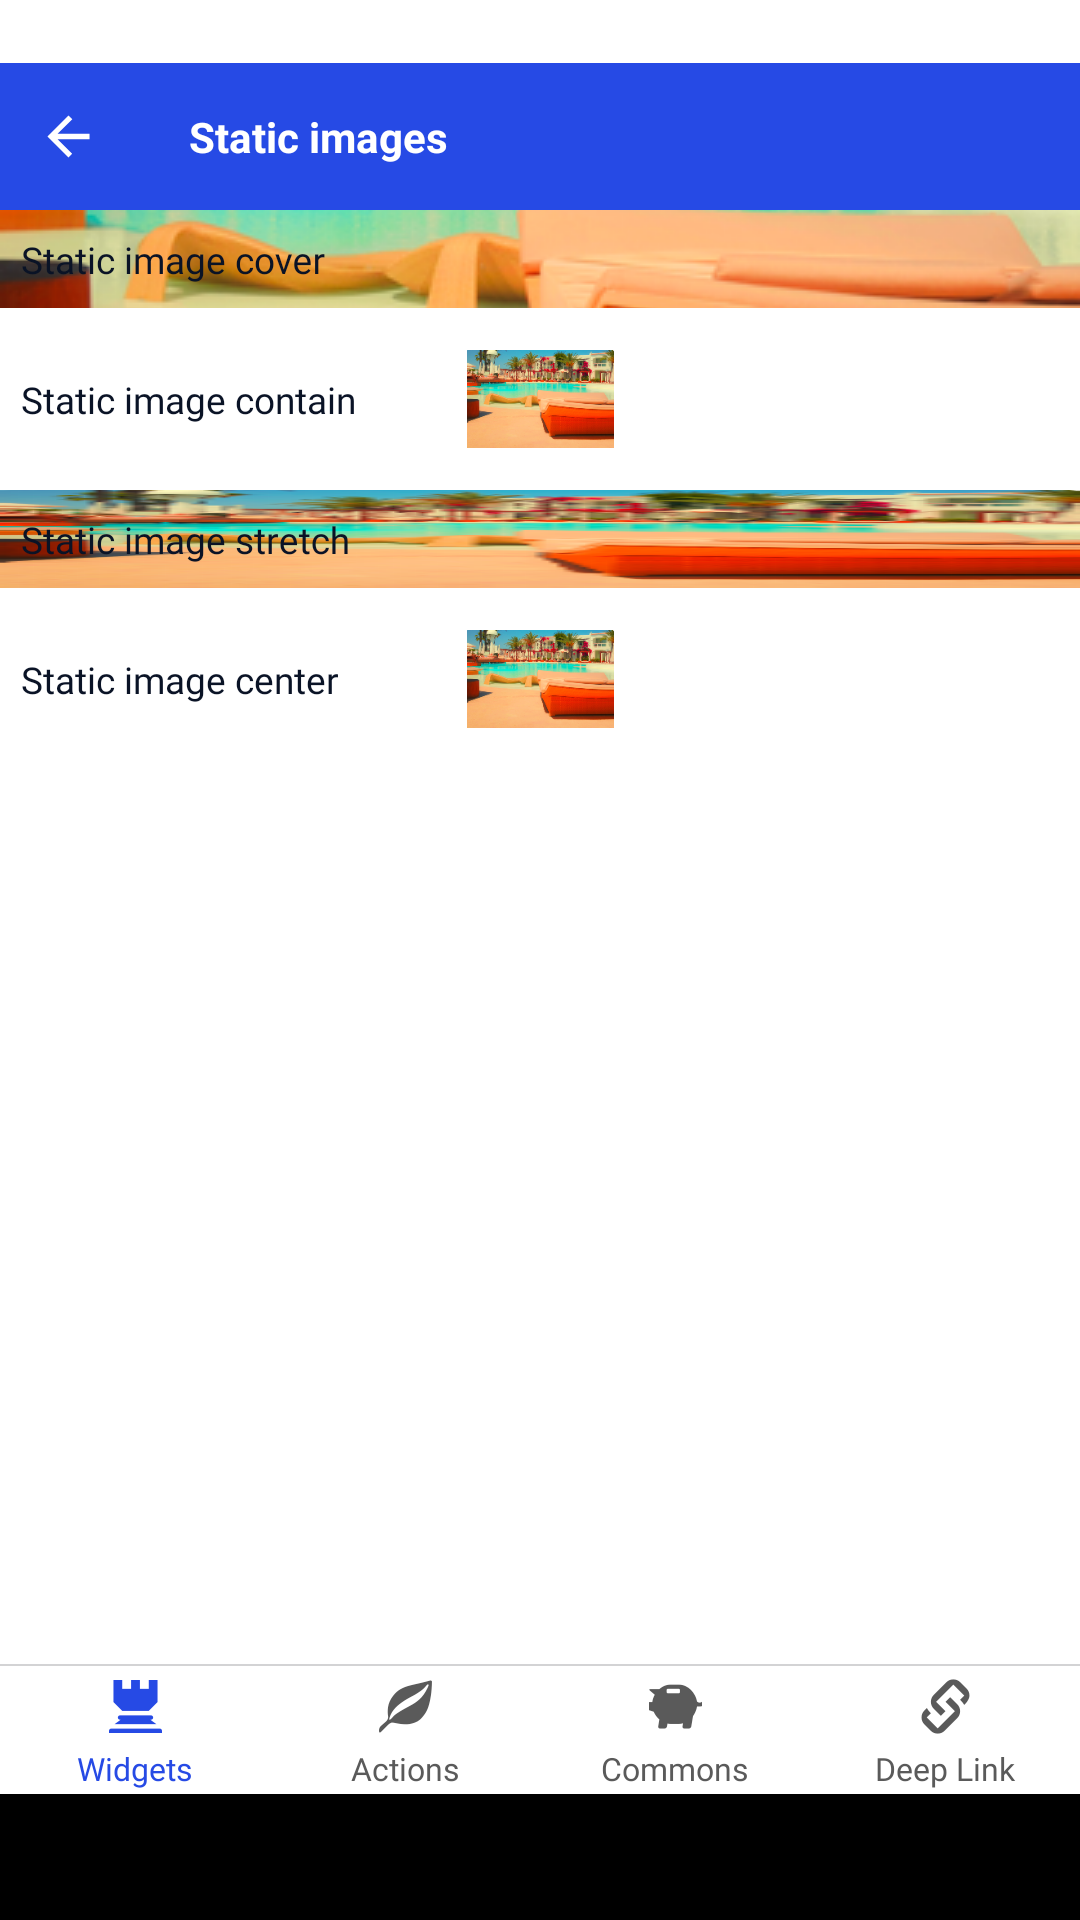 Static images
Static image cover
Static image contain
Static image stretch
Static image center
Widgets
Actions
Commons
Deep Link